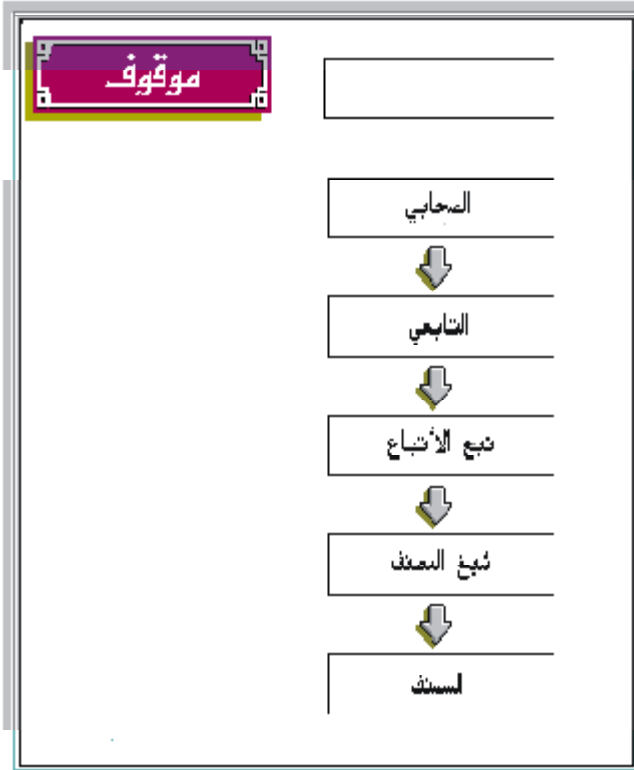 موقوف
الصحابي
التابعي
تبع الأتباع
شيخ المصنف
المصنف